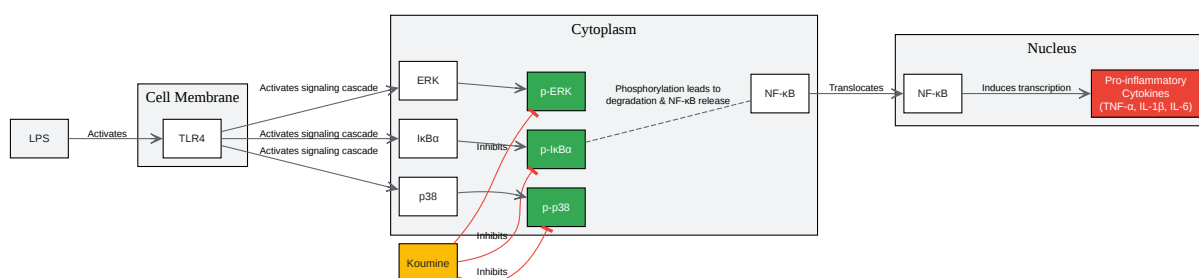 Cytoplasm
Nucleus
Cell Membrane
LPS
Activates
TLR4
Activates signaling cascade
Activates signaling cascade
Activates signaling cascade
ERK
IκBα
p38
p-ERK
Inhibits
p-IκBα
p-p38
Phosphorylation leads to
degradation & NF-κB release
NF-κB
Translocates
NF-κB
Induces transcription
Pro-inflammatory
Cytokines
(TNF-α, IL-1β, IL-6)
Inhibits
Koumine
Inhibits